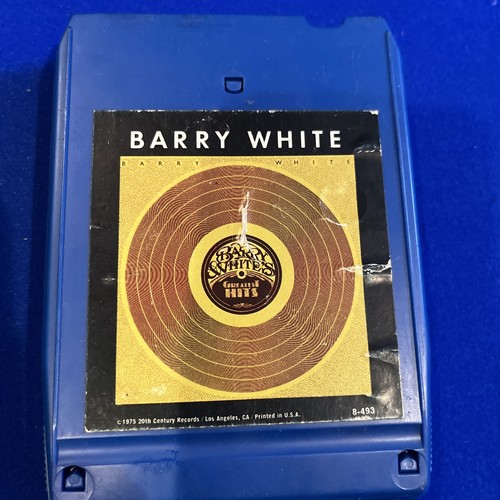 BARRY WHITE
BARRY WHITE
BARRY
WHITE'S
GREATEST
HITS
c 1975 20th Century Records / Los Angeles, CA / Printed in U.S.A.
8-493